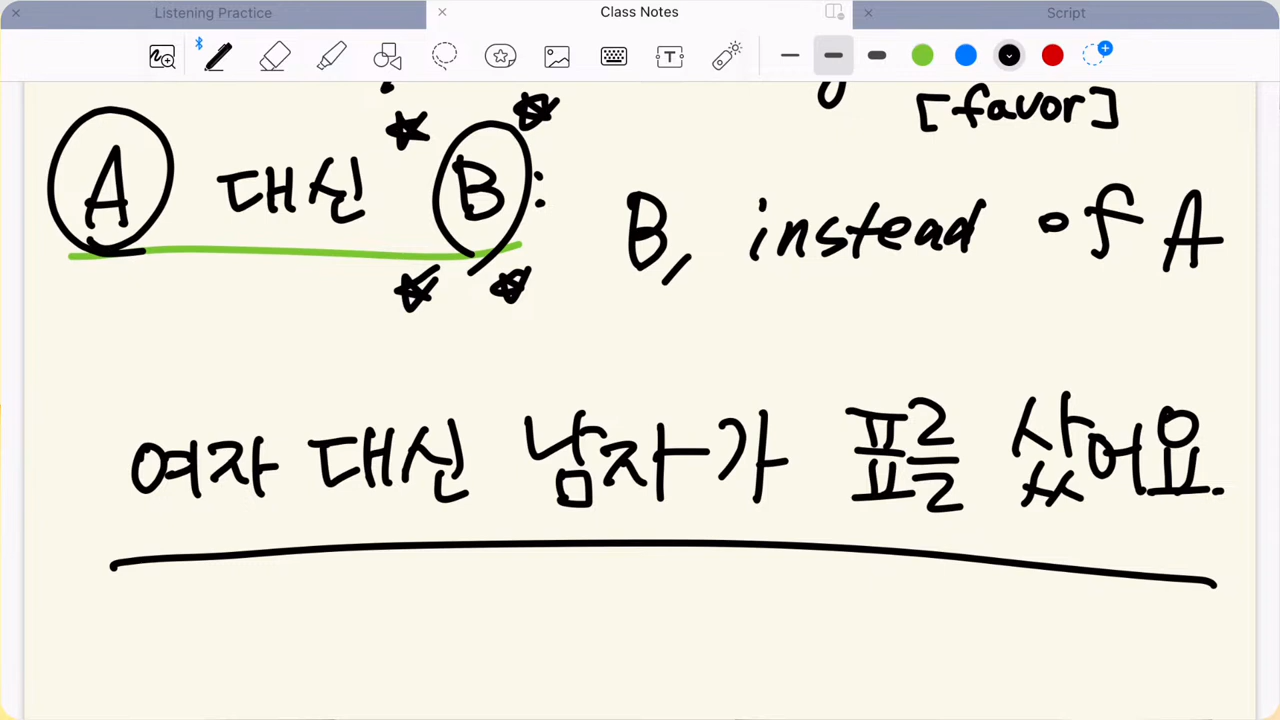 Listening Practice
Class Notes
Script
[favor]
A 대신 B: B, instead of A
여자 대신 남자가 표를 샀어요.